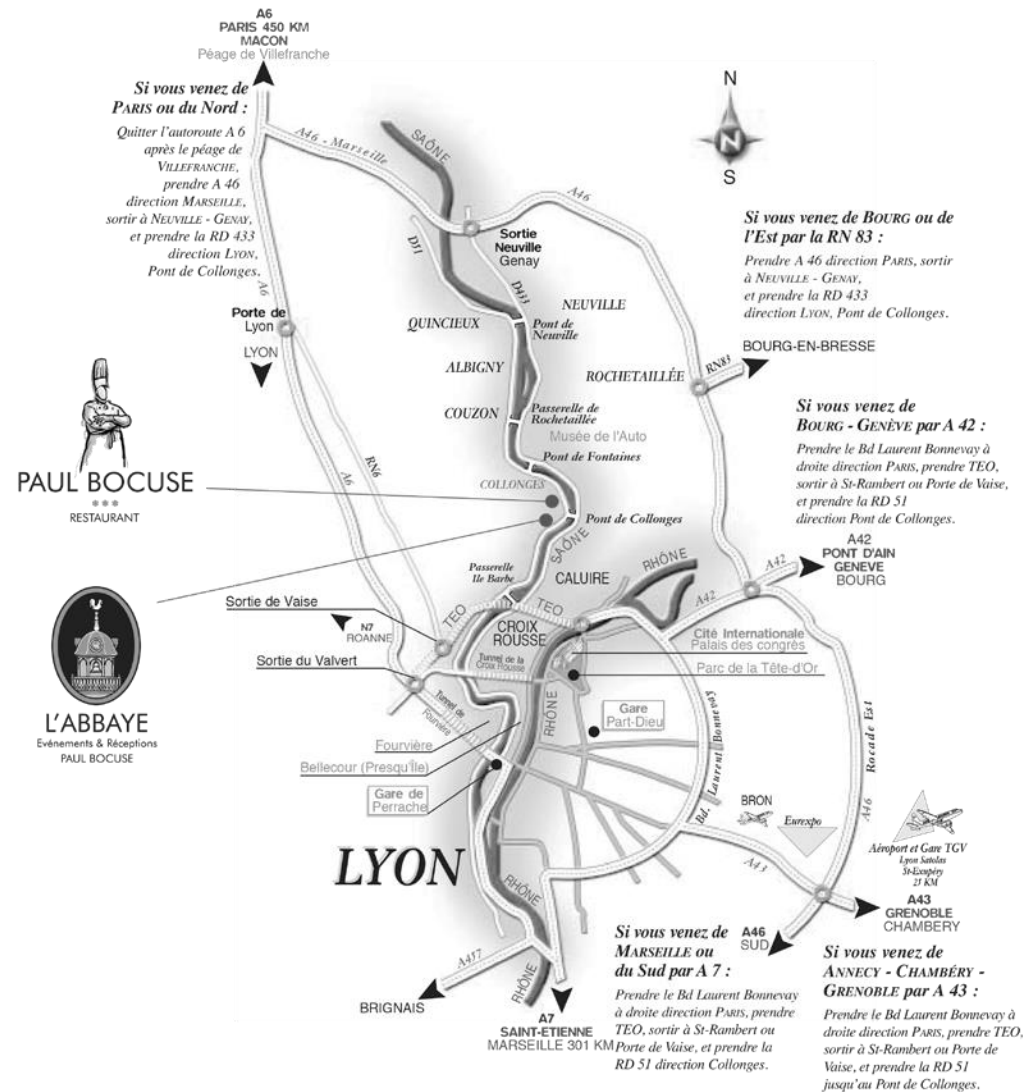 A6
PARIS 450 KM
MACON
Péage de Villefranche
Si vous venez de
PARIS ou du Nord :
Quitter l'autoroute A 6
après le péage de
VILLEFRANCHE,
prendre A 46
direction MARSEILLE,
sortir à NEUVILLE - GENAY,
et prendre la RD 433
direction LYON,
Pont de Collonges.
A46 - Marseille
SAÔNE
N
N
S
A46
D51
Sortie
Neuville
Genay
D433
Si vous venez de BOURG ou de
l'Est par la RN 83 :
Prendre A 46 direction PARIS, sortir
à NEUVILLE - GENAY,
et prendre la RD 433
direction LYON, Pont de Collonges.
A6
Porte de
Lyon
LYON
NEUVILLE
QUINCIEUX
Pont de
Neuville
ALBIGNY
ROCHETAILLÉE
RN83
BOURG-EN-BRESSE
COUZON
Passerelle de
Rochetaillée
Musée de l'Auto
Pont de Fontaines
Si vous venez de
BOURG - GENÈVE par A 42 :
Prendre le Bd Laurent Bonnevay à
droite direction PARIS, prendre TEO,
sortir à St-Rambert ou Porte de Vaise,
et prendre la RD 51
direction Pont de Collonges.
A6
RN6
PAUL BOCUSE
***
RESTAURANT
COLLONGES
Pont de Collonges
SAÔNE
A42
PONT D'AIN
GENEVE
BOURG
A42
RHÔNE
A42
Passerelle
Ile Barbe
CALUIRE
Sortie de Vaise
N7
ROANNE
TEO
TEO
CROIX
ROUSSE
Cité Internationale
Palais des congrès
Tunnel de la
Croix Rousse
Parc de la Tête-d'Or
Sortie du Valvert
Tunnel de
Fourvière
RHÔNE
Gare
Part-Dieu
L'ABBAYE
Evénements & Réceptions
PAUL BOCUSE
Fourvière
Bellecour (Presqu'Île)
Gare de
Perrache
Bd. Laurent Bonnevay
Rocade Est
A46
BRON
Eurexpo
Aéroport et Gare TGV
Lyon Satolas
St-Exupéry
25 KM
A43
LYON
RHÔNE
A43
GRENOBLE
CHAMBERY
A46
SUD
A457
BRIGNAIS
RHÔNE
A7
SAINT-ETIENNE
MARSEILLE 301 KM
Si vous venez de
MARSEILLE ou
du Sud par A 7 :
Prendre le Bd Laurent Bonnevay
à droite direction PARIS, prendre
TEO, sortir à St-Rambert ou
Porte de Vaise, et prendre la
RD 51 direction Collonges.
Si vous venez de
ANNECY - CHAMBÉRY -
GRENOBLE par A 43 :
Prendre le Bd Laurent Bonnevay à
droite direction PARIS, prendre TEO,
sortir à St-Rambert ou Porte de
Vaise, et prendre la RD 51
jusqu'au Pont de Collonges.